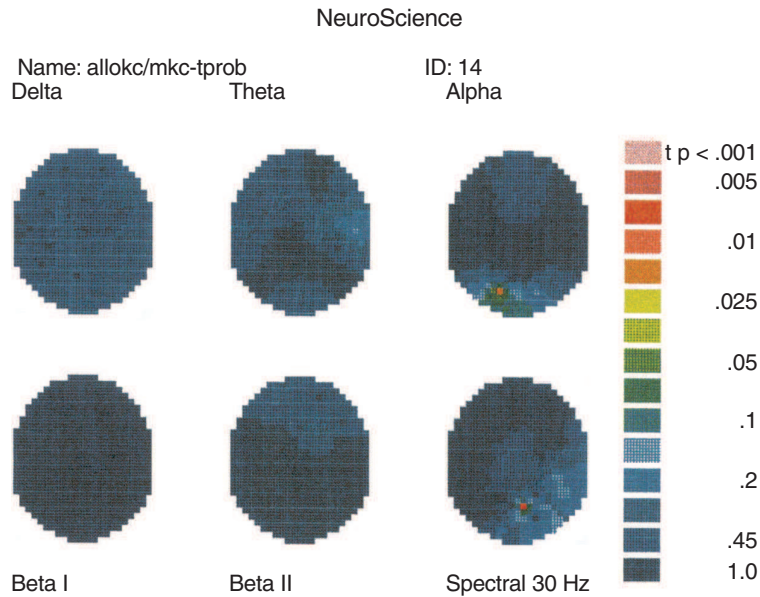 NeuroScience
Name: allokc/mkc-tprob ID: 14
Delta Theta Alpha
t p < .001
.005
.01
.025
.05
.1
.2
.45
1.0
Beta I Beta II Spectral 30 Hz